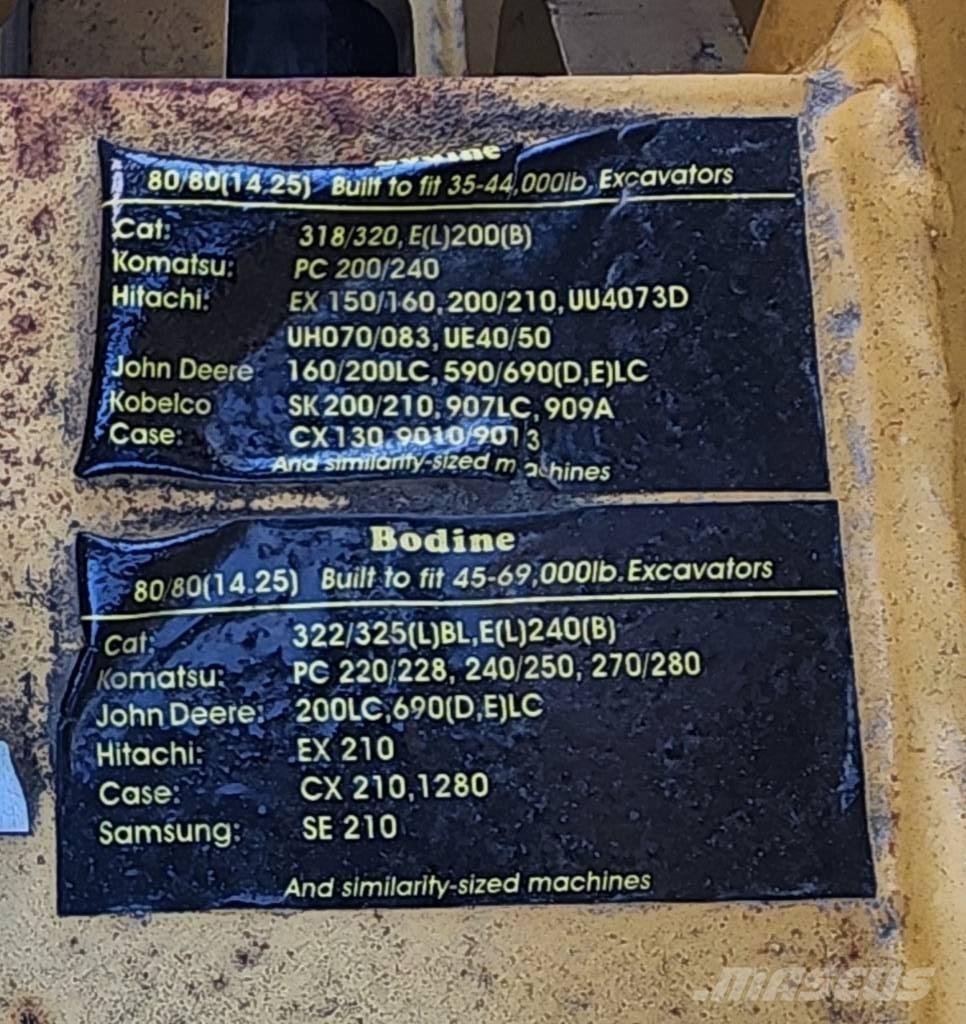 Bodine
80/80(14.25) Built to fit 35-44,000lb. Excavators
Cat: 318/320, E(L)200(B)
Komatsu: PC 200/240
Hitachi: EX 150/160, 200/210, UU4073D
UH070/083, UE40/50
John Deere 160/200LC, 590/690(D,E)LC
Kobelco SK 200/210, 907LC, 909A
Case: CX130, 9010/9013
And similarity-sized machines
Bodine
80/80(14.25) Built to fit 45-69,000lb. Excavators
Cat: 322/325(L)BL, E(L)240(B)
Komatsu: PC 220/228, 240/250, 270/280
John Deere: 200LC,690(D,E)LC
Hitachi: EX 210
Case: CX 210,1280
Samsung: SE 210
And similarity-sized machines
MASCUS